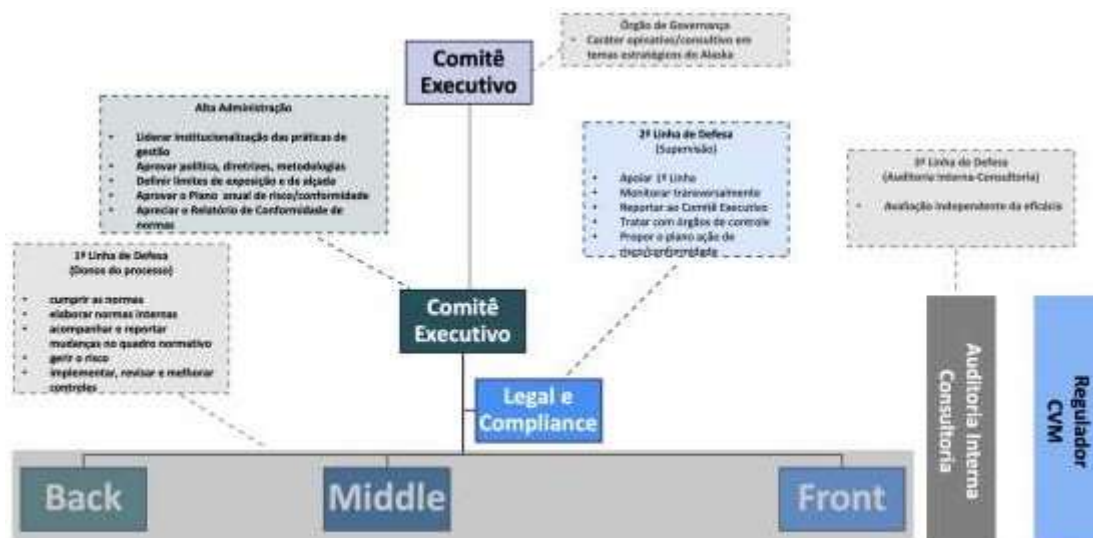 Órgão de Governança
• Caráter opinativo/consultivo em
temas estratégicos do Alaska
Comitê
Executivo
Alta Administração
• Liderar institucionalização das práticas de
gestão
• Aprovar política, diretrizes, metodologias
• Definir limites de exposição e de alçada
• Aprovar o Plano anual de risco/conformidade
• Apreciar o Relatório de Conformidade de
normas
2ª Linha de Defesa
(Supervisão)
• Apoiar 1ª Linha
• Monitorar transversalmente
• Reportar ao Comitê Executivo
• Tratar com órgãos de controle
• Propor o plano ação de
risco/conformidade
3ª Linha de Defesa
(Auditoria Interna-Consultoria)
• Avaliação independente da eficácia
1ª Linha de Defesa
(Donos do processo)
• cumprir as normas
• elaborar normas internas
• acompanhar e reportar
mudanças no quadro normativo
• gerir o risco
• implementar, revisar e melhorar
controles
Comitê
Executivo
Legal e
Compliance
Back
Middle
Front
Auditoria Interna
Consultoria
Regulador
CVM